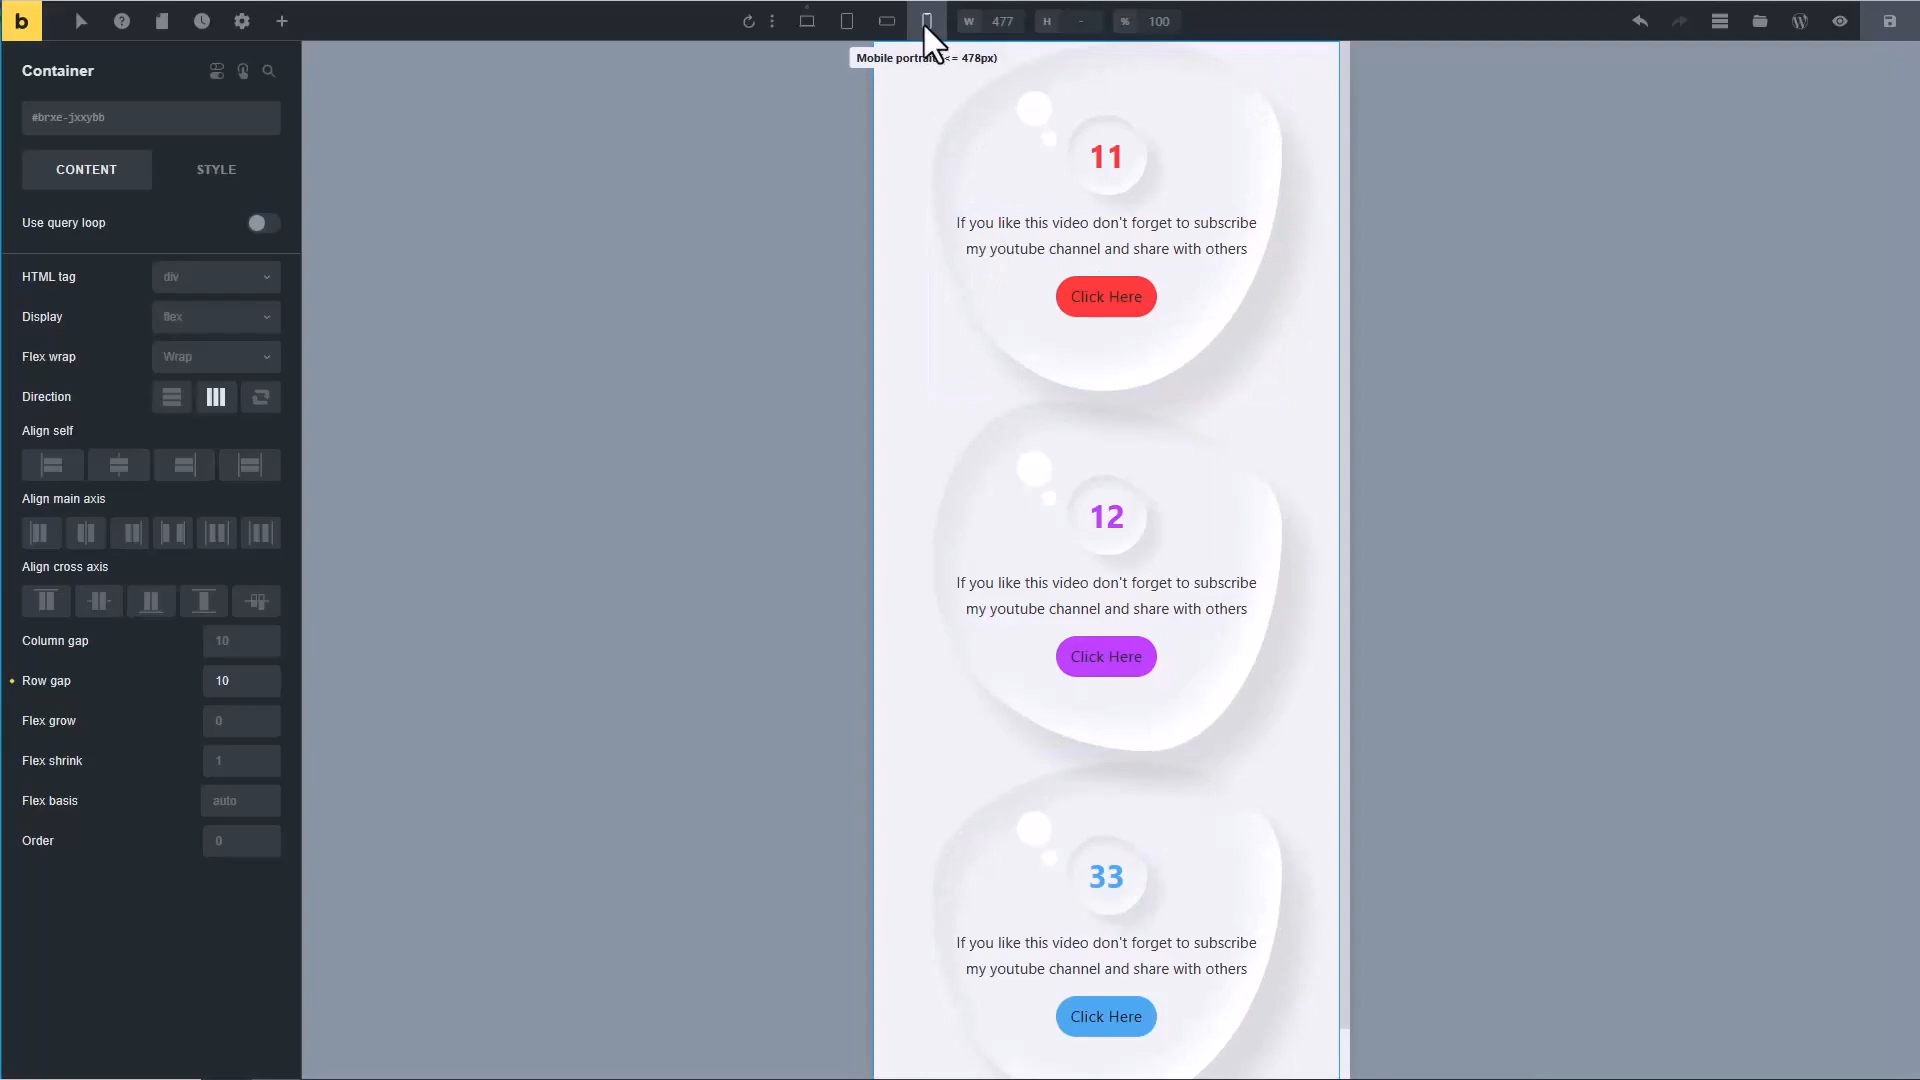 b
W 477 H - % 100
Mobile portrait (<= 478px)
Container
#brxe-jxxybb
CONTENT STYLE
Use query loop
HTML tag div
Display flex
Flex wrap Wrap
Direction
Align self
Align main axis
Align cross axis
Column gap 10
Row gap 10
Flex grow 0
Flex shrink 1
Flex basis auto
Order 0
11
If you like this video don't forget to subscribe
my youtube channel and share with others
Click Here
12
If you like this video don't forget to subscribe
my youtube channel and share with others
Click Here
33
If you like this video don't forget to subscribe
my youtube channel and share with others
Click Here